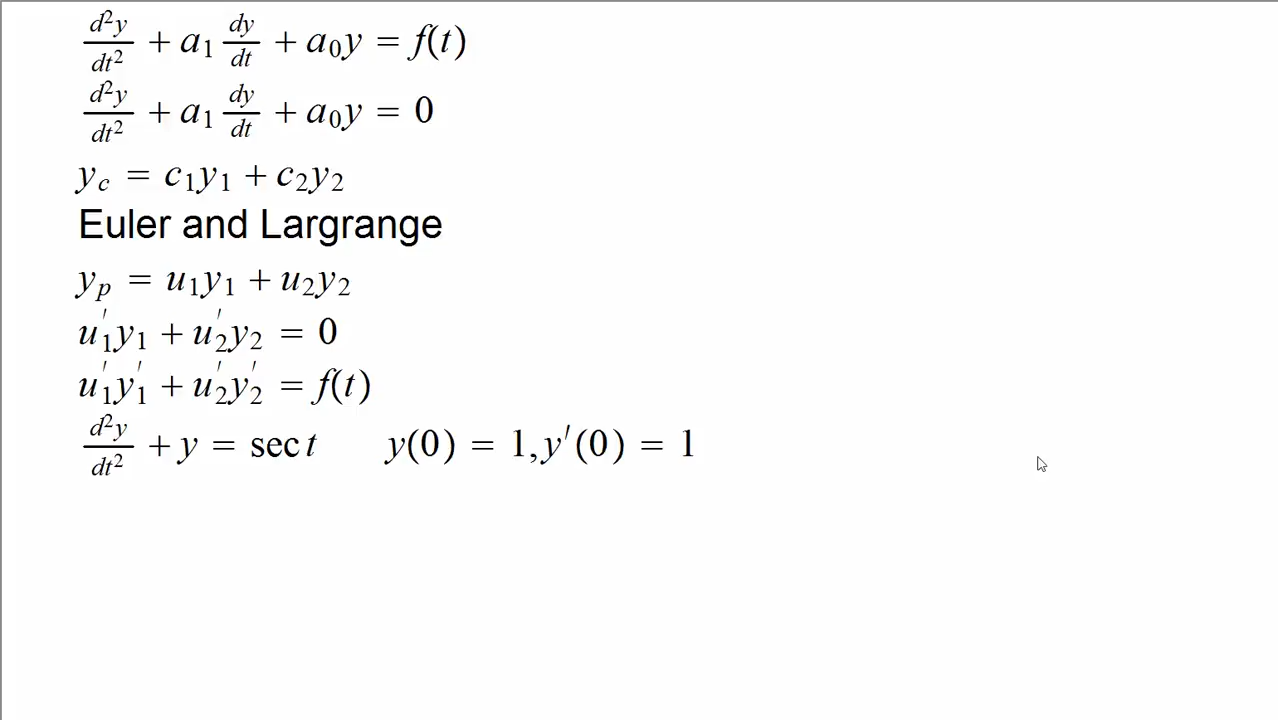 d²y/dt² + a₁ dy/dt + a₀y = f(t)
d²y/dt² + a₁ dy/dt + a₀y = 0
y_c = c₁y₁ + c₂y₂
Euler and Largrange
y_p = u₁y₁ + u₂y₂
u₁′y₁ + u₂′y₂ = 0
u₁′y₁′ + u₂′y₂′ = f(t)
d²y/dt² + y = sec t y(0) = 1, y′(0) = 1